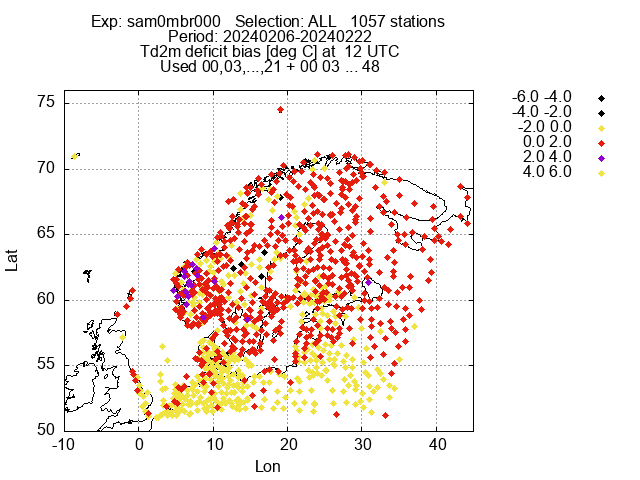 Exp: sam0mbr000 Selection: ALL 1057 stations
Period: 20240206-20240222
Td2m deficit bias [deg C] at 12 UTC
Used 00,03,...,21 + 00 03 ... 48
-6.0 -4.0
-4.0 -2.0
-2.0 0.0
0.0 2.0
2.0 4.0
4.0 6.0
75
70
65
60
55
50
Lat
-10 0 10 20 30 40
Lon